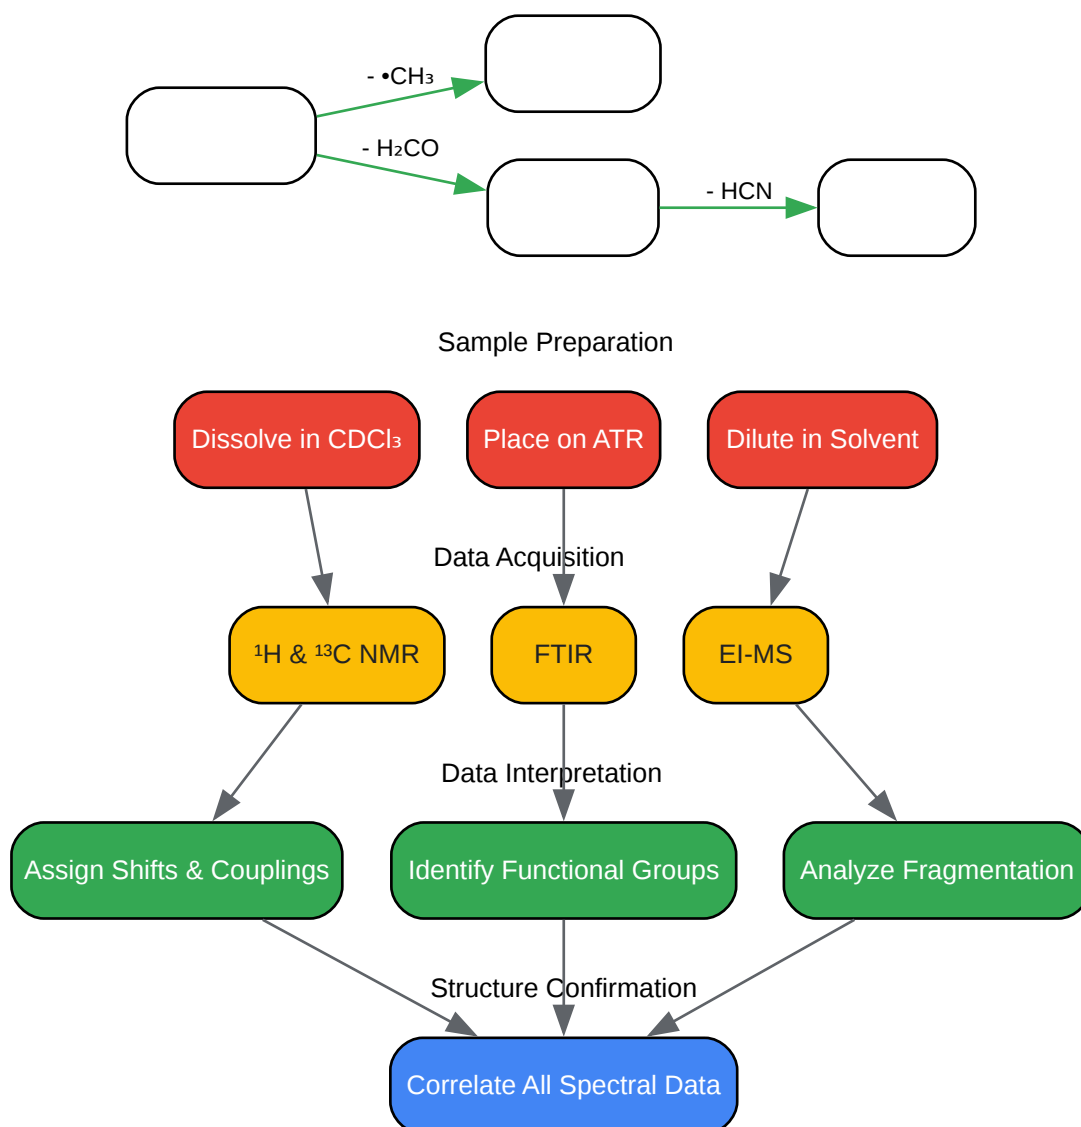 - •CH₃
- H₂CO
- HCN
Sample Preparation
Dissolve in CDCl₃
Place on ATR
Dilute in Solvent
Data Acquisition
¹H & ¹³C NMR
FTIR
EI-MS
Data Interpretation
Assign Shifts & Couplings
Identify Functional Groups
Analyze Fragmentation
Structure Confirmation
Correlate All Spectral Data